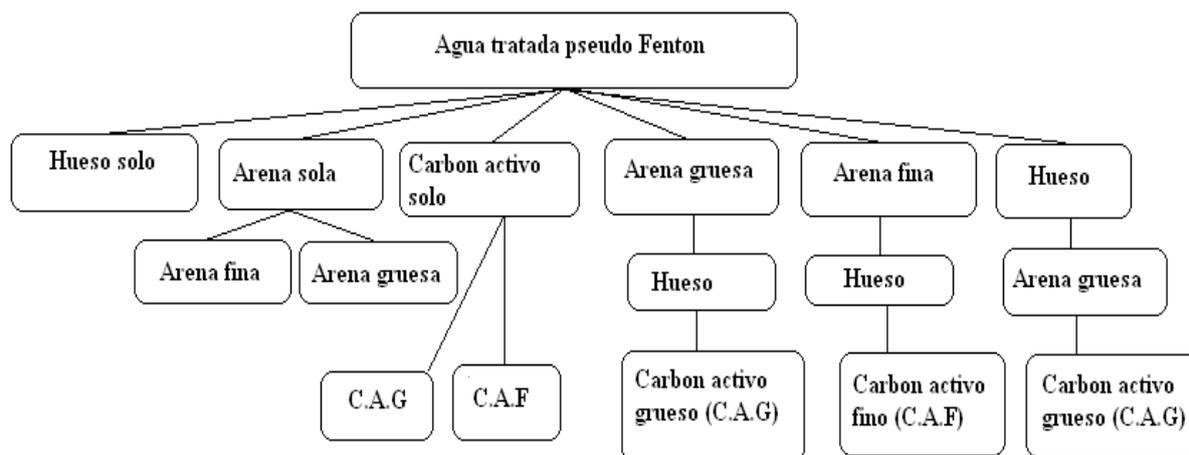 Agua tratada pseudo Fenton
Hueso solo
Arena sola
Carbon activo
solo
Arena gruesa
Arena fina
Hueso
Arena fina
Arena gruesa
Hueso
Hueso
Arena gruesa
C.A.G
C.A.F
Carbon activo
grueso (C.A.G)
Carbon activo
fino (C.A.F)
Carbon activo
grueso (C.A.G)